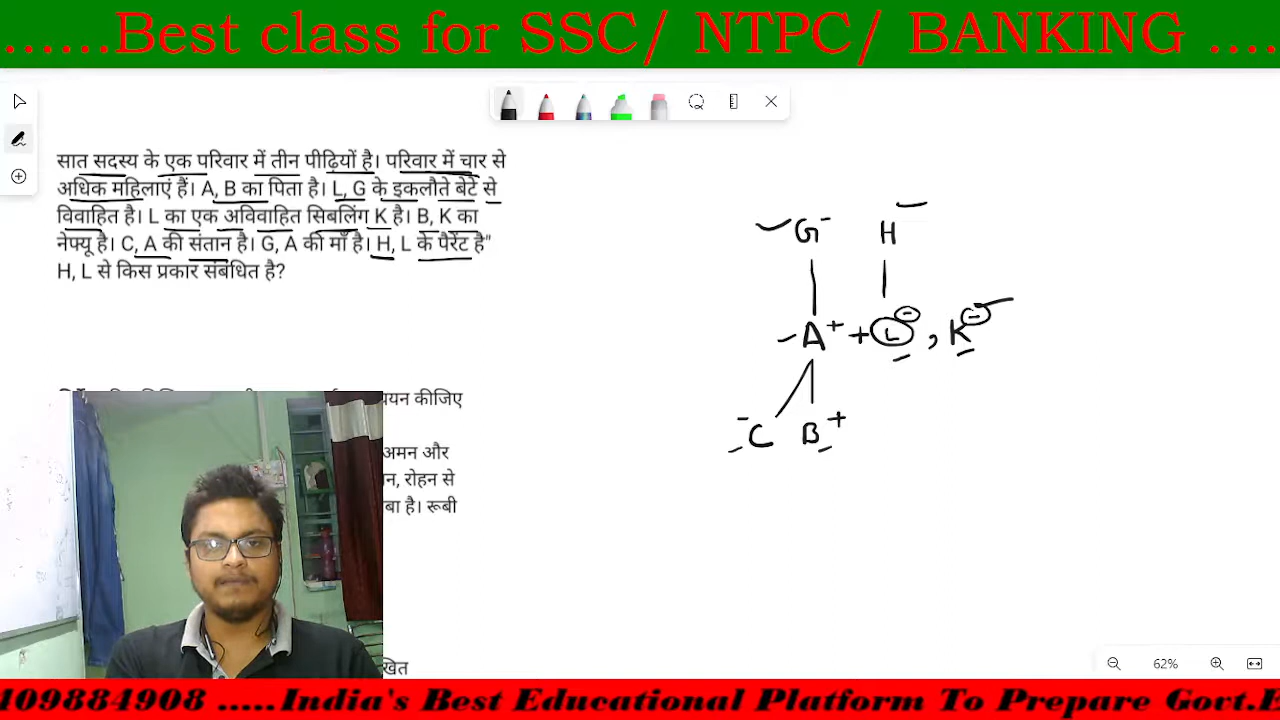 ......Best class for SSC/ NTPC/ BANKING ....
सात सदस्य के एक परिवार में तीन पीढ़ियों है। परिवार में चार से
अधिक महिलाएं हैं। A, B का पिता है। L, G के इकलौते बेटे से
विवाहित है। L का एक अविवाहित सिबलिंग K है। B, K का
नेफ्यू है। C, A की संतान है। G, A की माँ है। H, L के पैरेंट है"
H, L से किस प्रकार संबंधित है?
G - H -
A + + L - , K -
- C B +
चयन कीजिए
अमन और
न, रोहन से
बा है। रूबी
खित
62%
109884908 .....India's Best Educational Platform To Prepare Govt.E